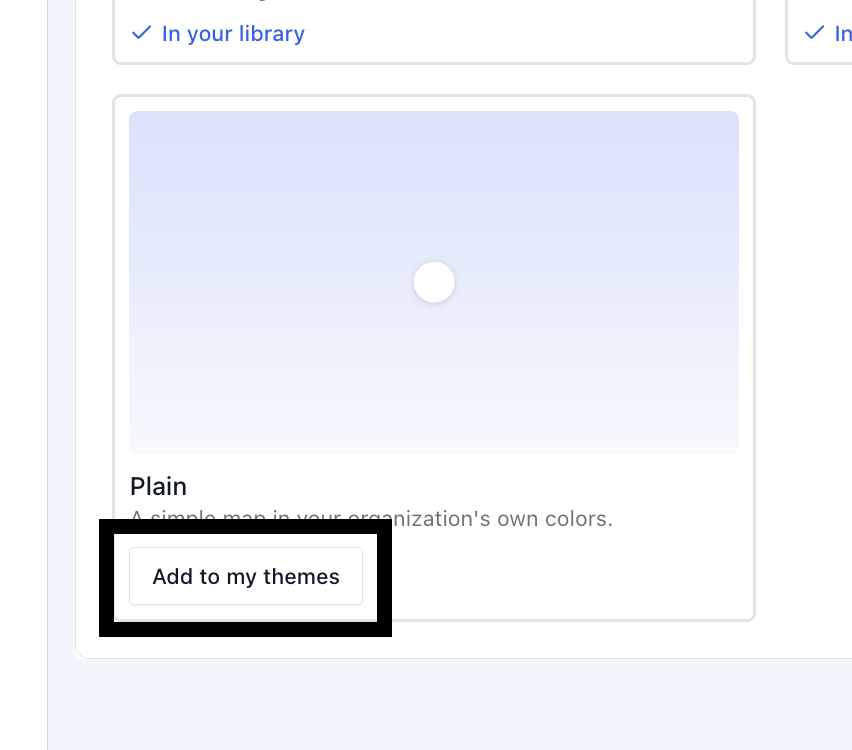 In your library
In
Plain
A simple map in your organization's own colors.
Add to my themes